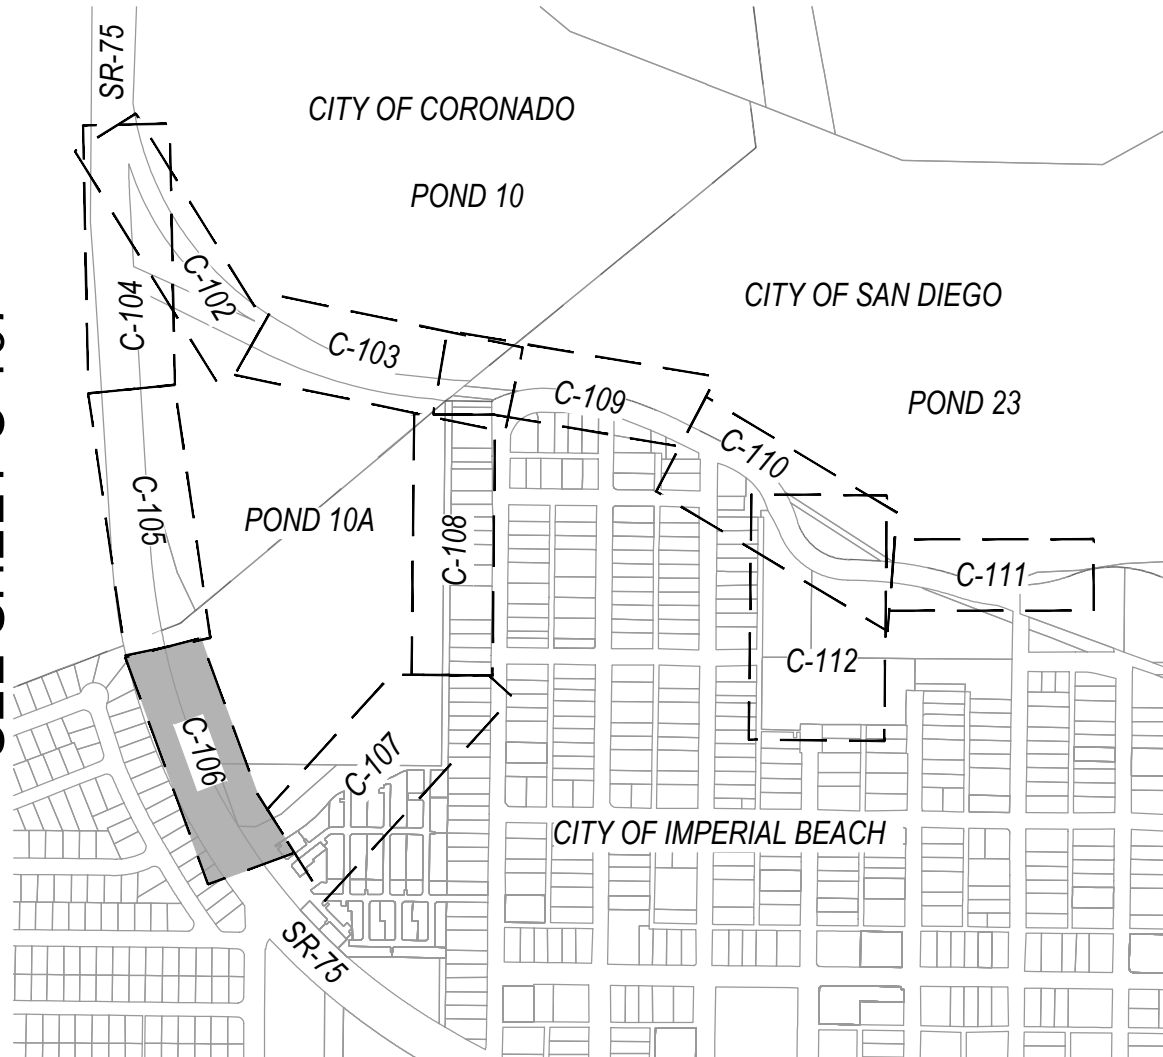 SR-75
CITY OF CORONADO
POND 10
CITY OF SAN DIEGO
C-102
C-104
C-103
C-109
POND 23
C-110
C-105
POND 10A
C-108
C-111
C-112
C-106
C-107
CITY OF IMPERIAL BEACH
SR-75